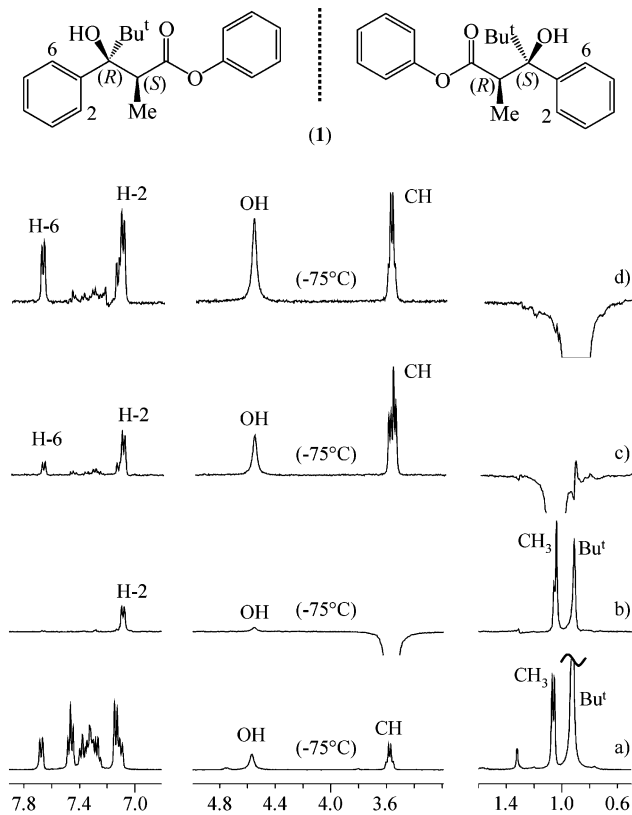 HO Bu^t O Bu^t OH
6 O 6
(R) (S) O O (R) (S)
2 Me Me 2
(1)
H-6 H-2 OH CH
(-75°C) d)
H-6 H-2 OH CH
(-75°C) c)
H-2 OH (-75°C) CH3 Bu^t b)
OH (-75°C) CH CH3 Bu^t a)
7.8 7.4 7.0 4.8 4.4 4.0 3.6 1.4 1.0 0.6